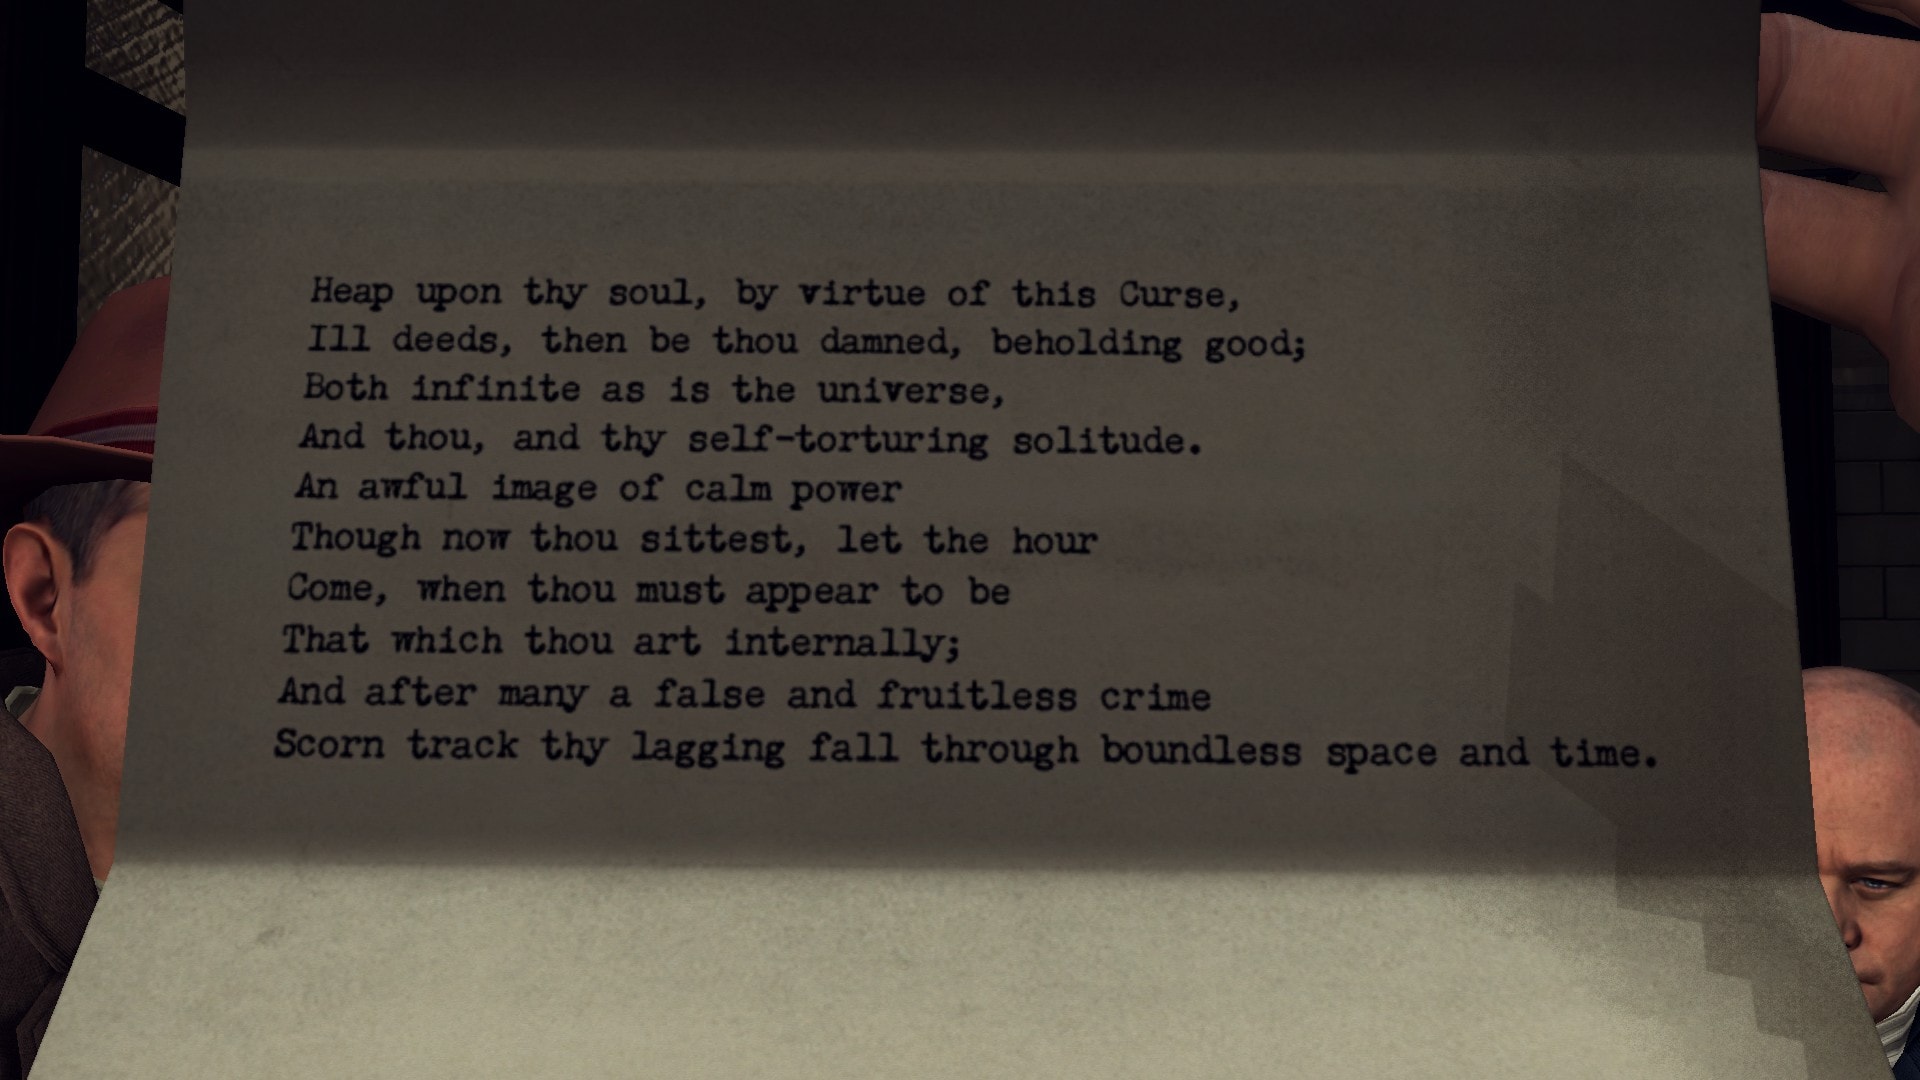 Heap upon thy soul, by virtue of this Curse,
Ill deeds, then be thou damned, beholding good;
Both infinite as is the universe,
And thou, and thy self-torturing solitude.
An awful image of calm power
Though now thou sittest, let the hour
Come, when thou must appear to be
That which thou art internally;
And after many a false and fruitless crime
Scorn track thy lagging fall through boundless space and time.